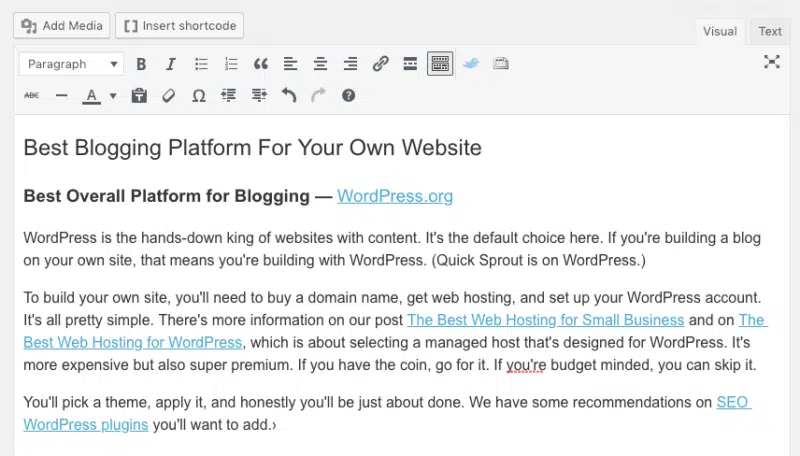 Add Media Insert shortcode
Visual Text
Paragraph B I
ABC A Ω ?
Best Blogging Platform For Your Own Website
Best Overall Platform for Blogging — WordPress.org
WordPress is the hands-down king of websites with content. It's the default choice here. If you're building a blog
on your own site, that means you're building with WordPress. (Quick Sprout is on WordPress.)
To build your own site, you'll need to buy a domain name, get web hosting, and set up your WordPress account.
It's all pretty simple. There's more information on our post The Best Web Hosting for Small Business and on The
Best Web Hosting for WordPress, which is about selecting a managed host that's designed for WordPress. It's
more expensive but also super premium. If you have the coin, go for it. If you're budget minded, you can skip it.
You'll pick a theme, apply it, and honestly you'll be just about done. We have some recommendations on SEO
WordPress plugins you'll want to add.›